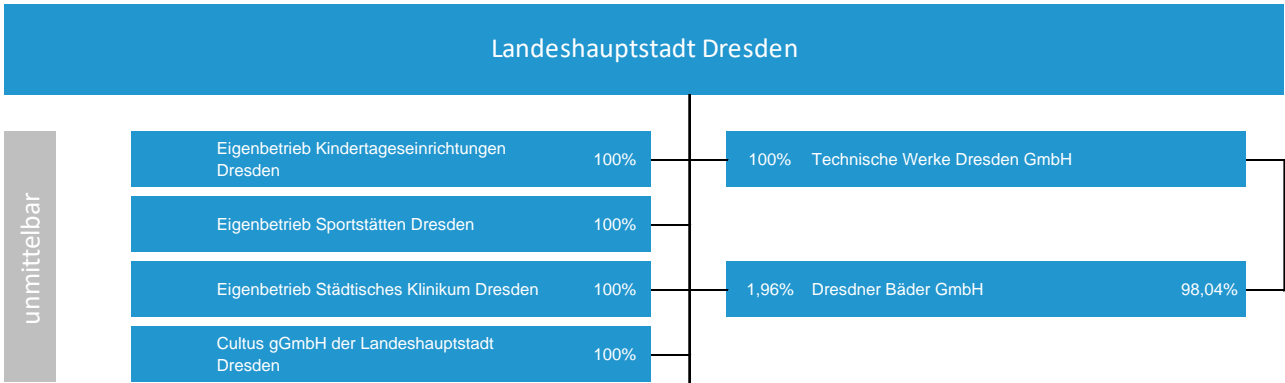 Landeshauptstadt Dresden
unmittelbar
Eigenbetrieb Kindertageseinrichtungen
Dresden
100%
100% Technische Werke Dresden GmbH
Eigenbetrieb Sportstätten Dresden 100%
Eigenbetrieb Städtisches Klinikum Dresden 100%
1,96% Dresdner Bäder GmbH 98,04%
Cultus gGmbH der Landeshauptstadt
Dresden
100%